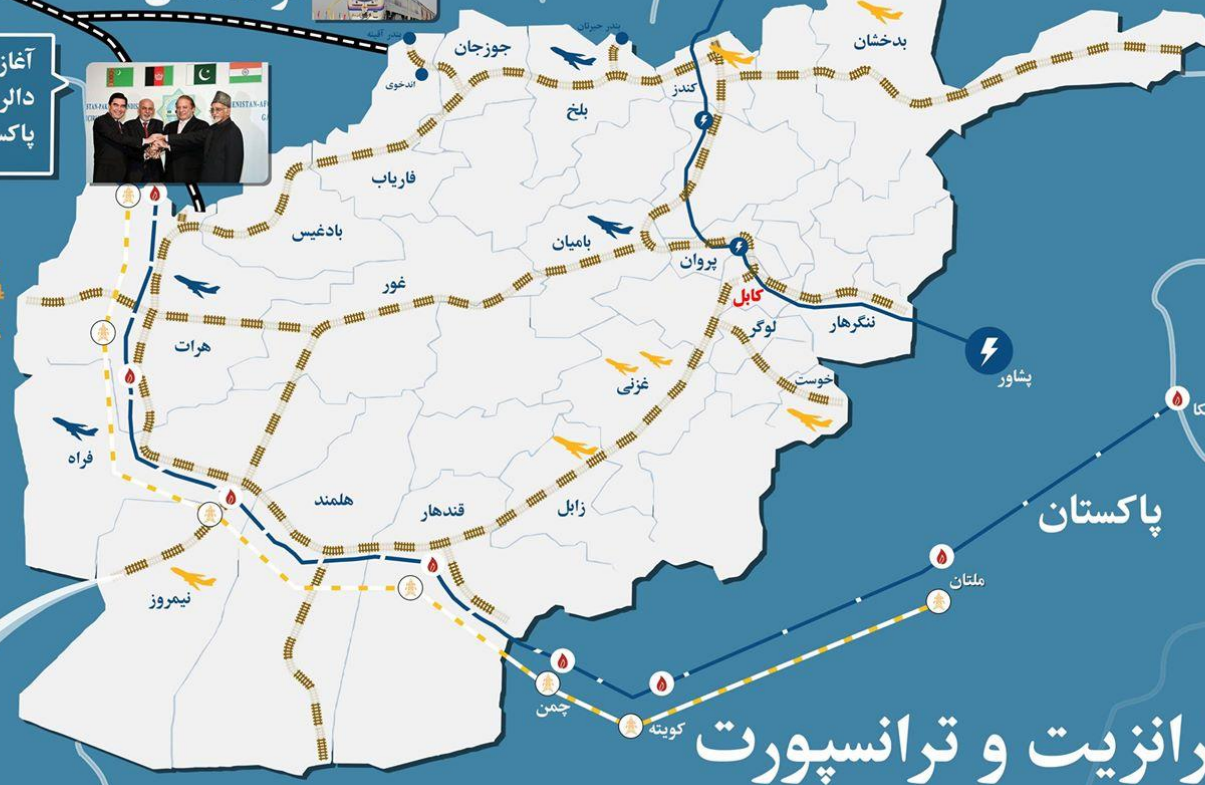 بندر آقینه
بندر حیرتان
اندخوی
جوزجان
بلخ
کندز
بدخشان
آغاز
دالر
پاکس
فاریاب
بادغیس
بامیان
پروان
غور
کابل
هرات
لوگر
ننگرهار
پشاور
غزنی
خوست
فراه
هلمند
قندهار
زابل
نیمروز
پاکستان
ملتان
چمن
کویته
رانزیت و ترانسپورت